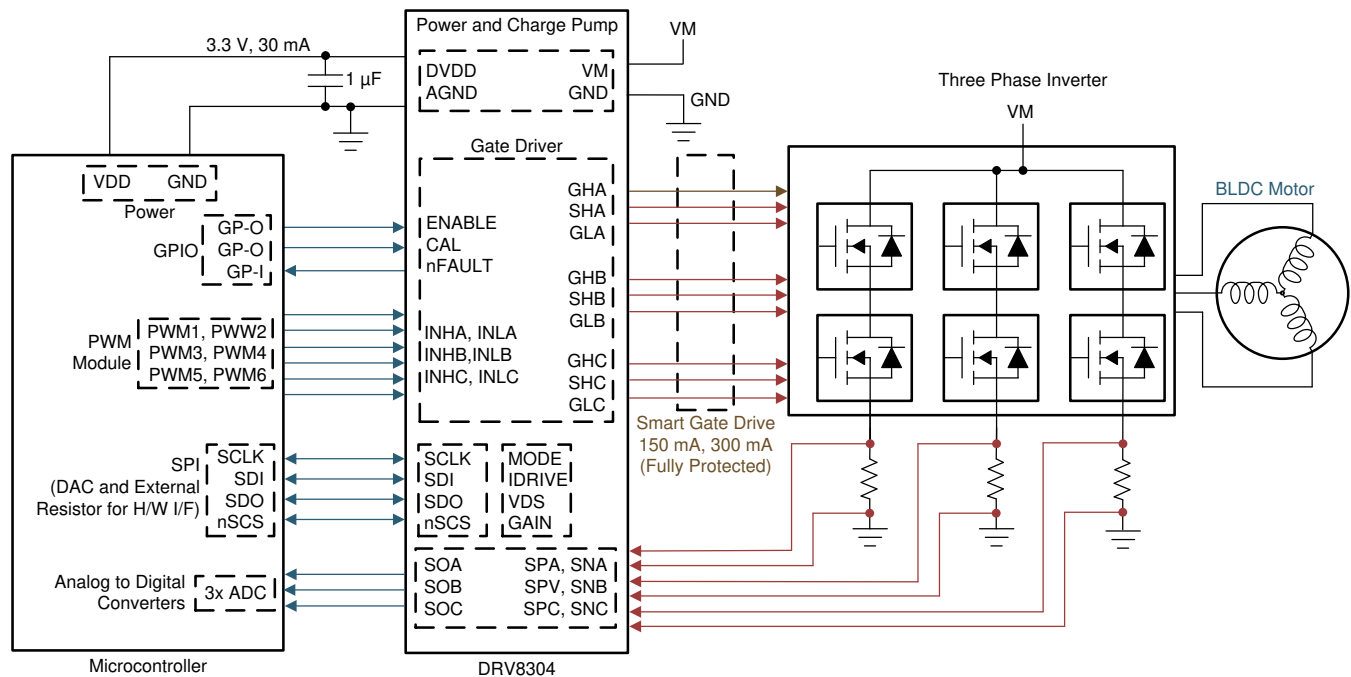 Power and Charge Pump
3.3 V, 30 mA
VM
1 µF
DVDD
VM
AGND
GND
GND
Three Phase Inverter
VM
Gate Driver
VDD
GND
Power
BLDC Motor
GPIO
GP-O
GP-O
GP-I
ENABLE
CAL
nFAULT
GHA
SHA
GLA
GHB
SHB
GLB
GHC
SHC
GLC
PWM
Module
PWM1, PWW2
PWM3, PWM4
PWM5, PWM6
INHA, INLA
INHB,INLB
INHC, INLC
Smart Gate Drive
150 mA, 300 mA
(Fully Protected)
SPI
(DAC and External
Resistor for H/W I/F)
SCLK
SDI
SDO
nSCS
SCLK
SDI
SDO
nSCS
MODE
IDRIVE
VDS
GAIN
Analog to Digital
Converters
3x ADC
SOA
SOB
SOC
SPA, SNA
SPV, SNB
SPC, SNC
Microcontroller
DRV8304